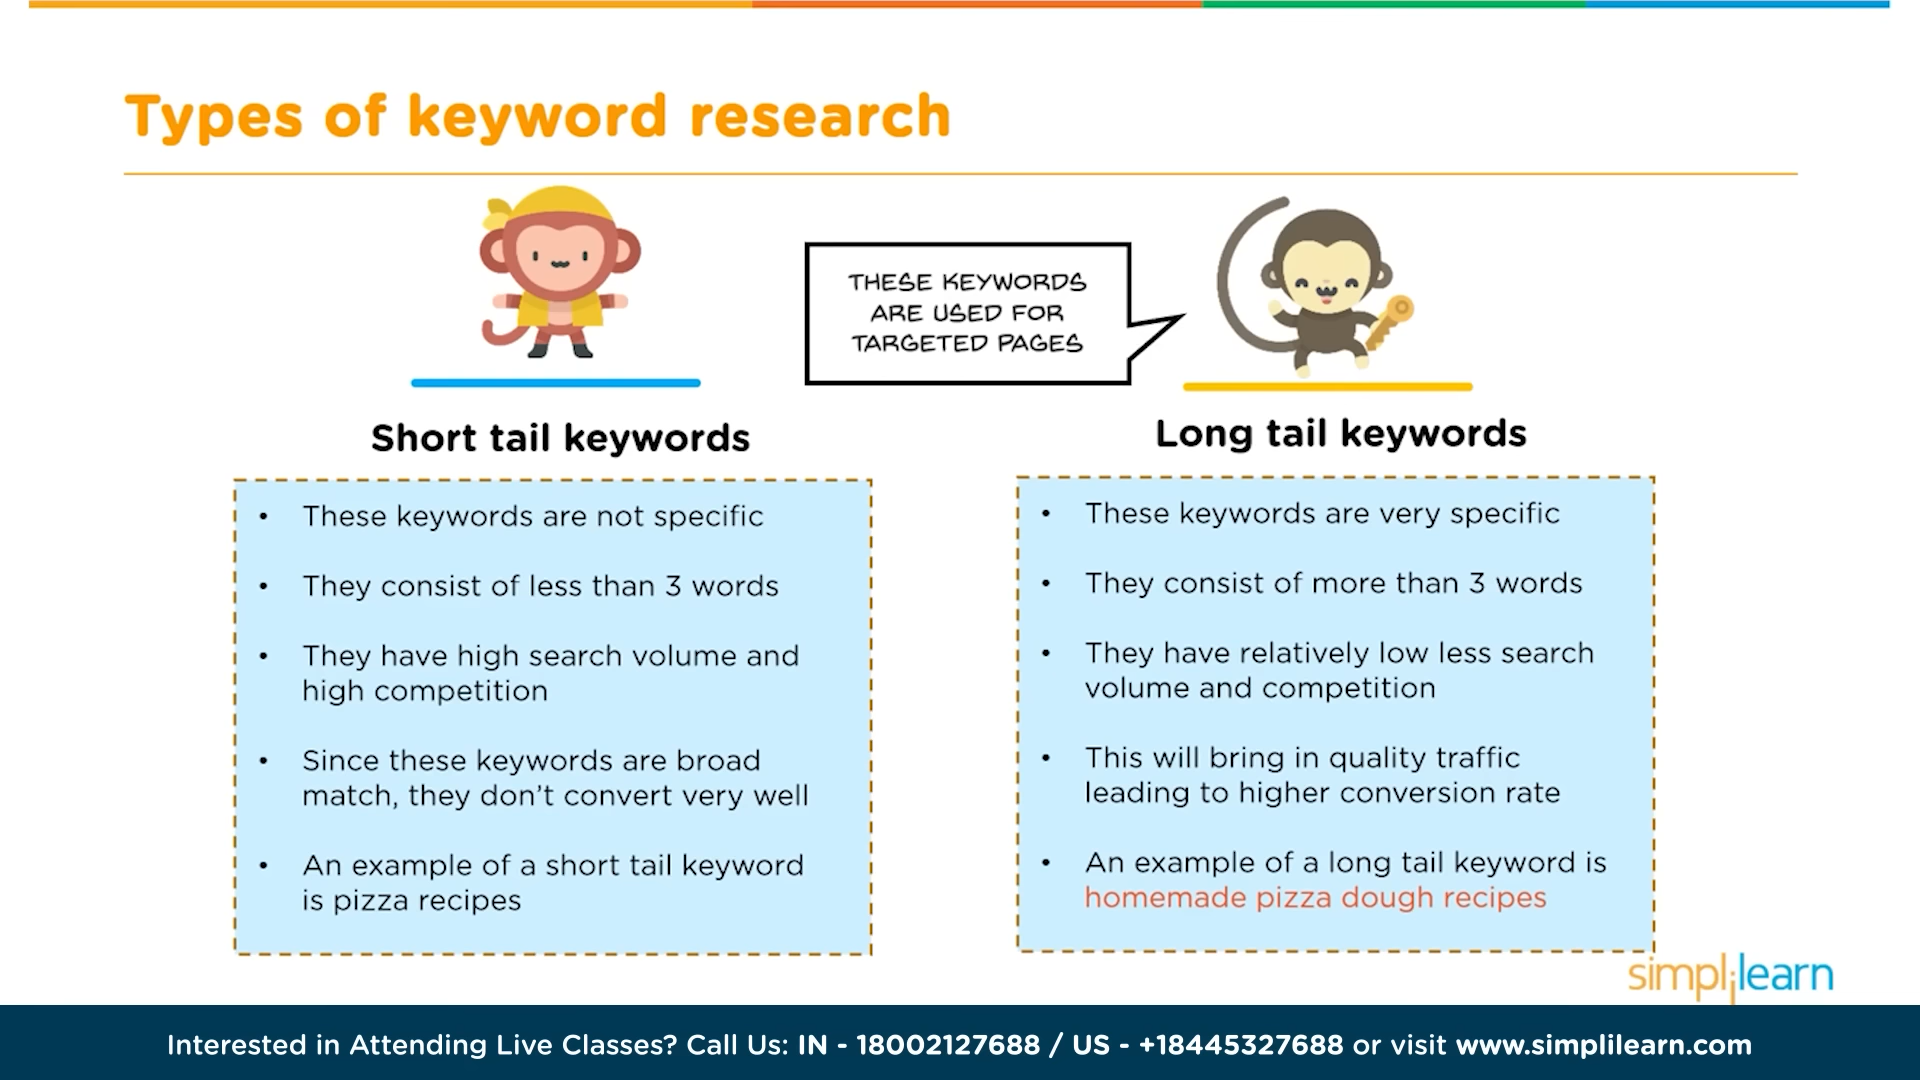 Types of keyword research
THESE KEYWORDS
ARE USED FOR
TARGETED PAGES
Short tail keywords
• These keywords are not specific
• They consist of less than 3 words
• They have high search volume and
high competition
• Since these keywords are broad
match, they don't convert very well
• An example of a short tail keyword
is pizza recipes
Long tail keywords
• These keywords are very specific
• They consist of more than 3 words
• They have relatively low less search
volume and competition
• This will bring in quality traffic
leading to higher conversion rate
• An example of a long tail keyword is
homemade pizza dough recipes
simplilearn
Interested in Attending Live Classes? Call Us: IN - 18002127688 / US - +18445327688 or visit www.simplilearn.com